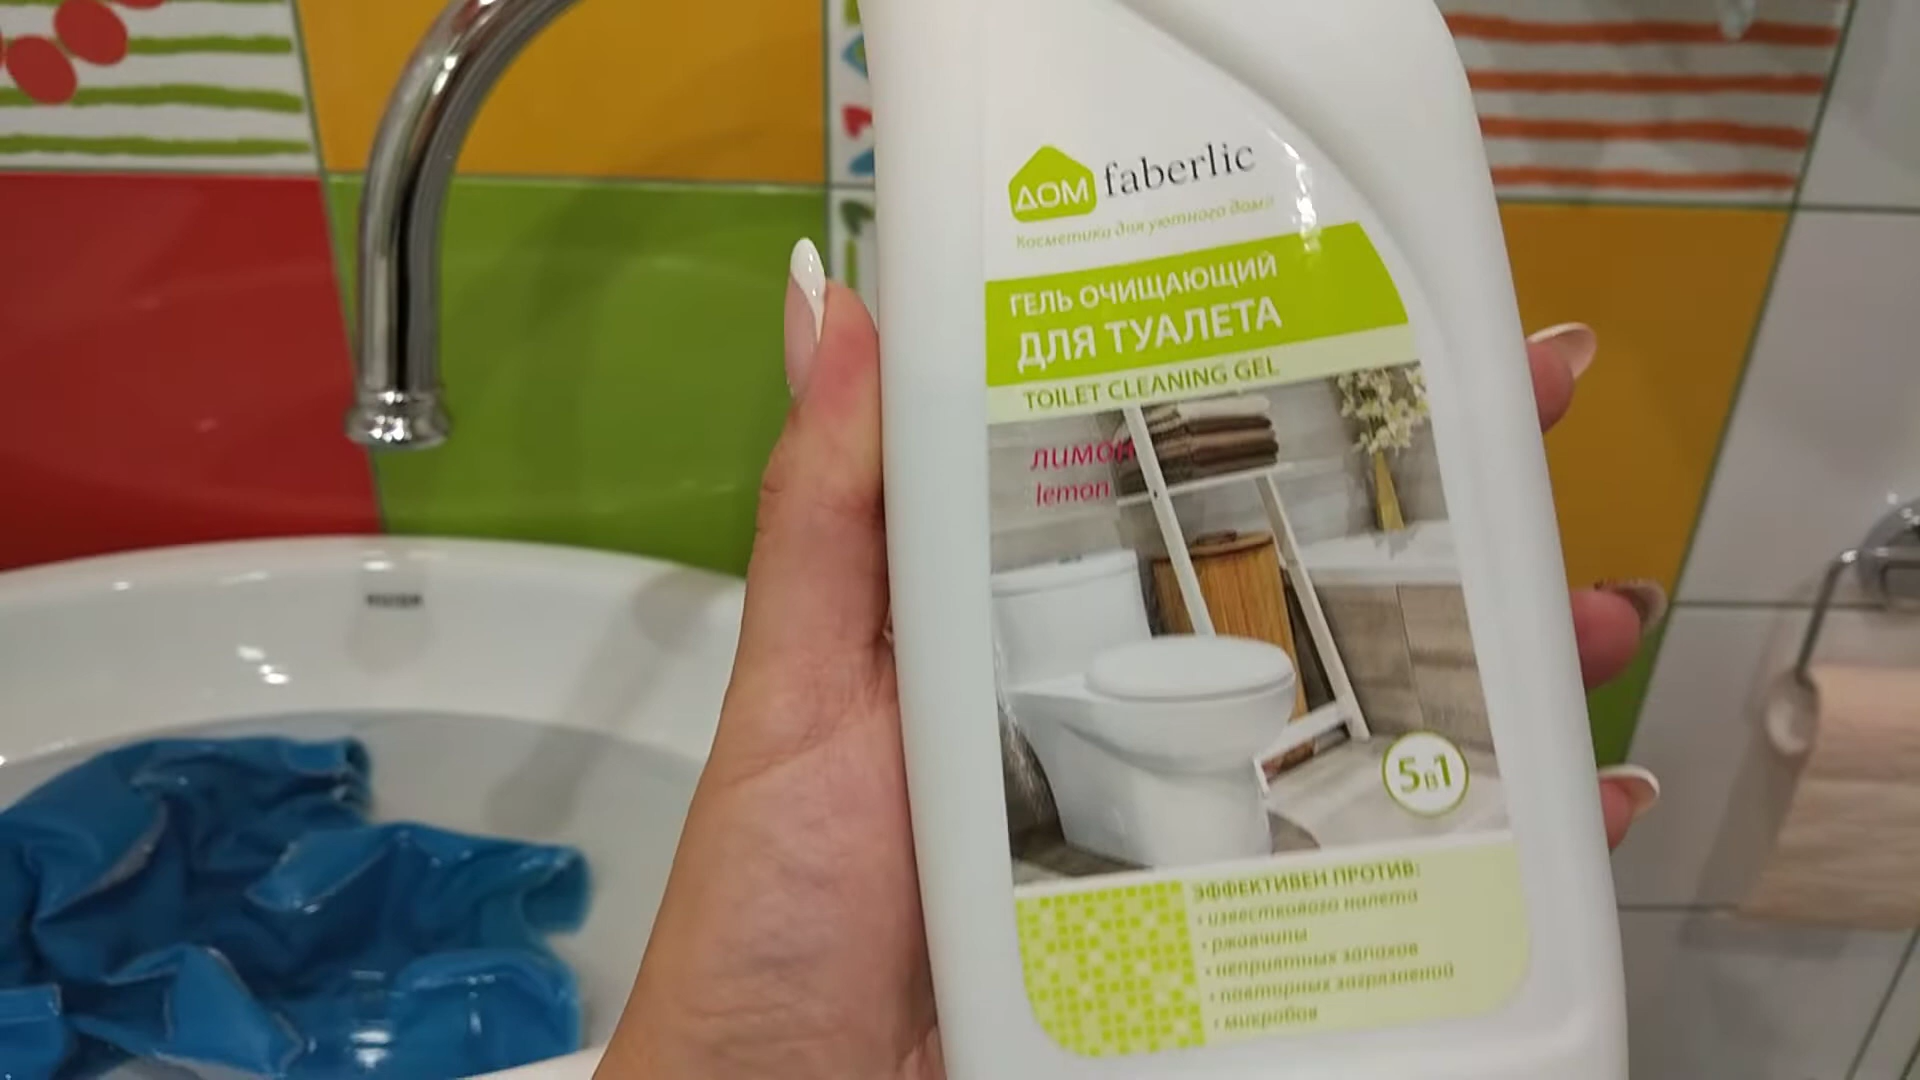 ДОМ faberlic
Косметика для уютного дома
ГЕЛЬ ОЧИЩАЮЩИЙ
ДЛЯ ТУАЛЕТА
TOILET CLEANING GEL
лимон
lemon
5в1
ЭФФЕКТИВЕН ПРОТИВ:
• известкового налета
• ржавчины
• неприятных запахов
• повторных загрязнений
• микробов